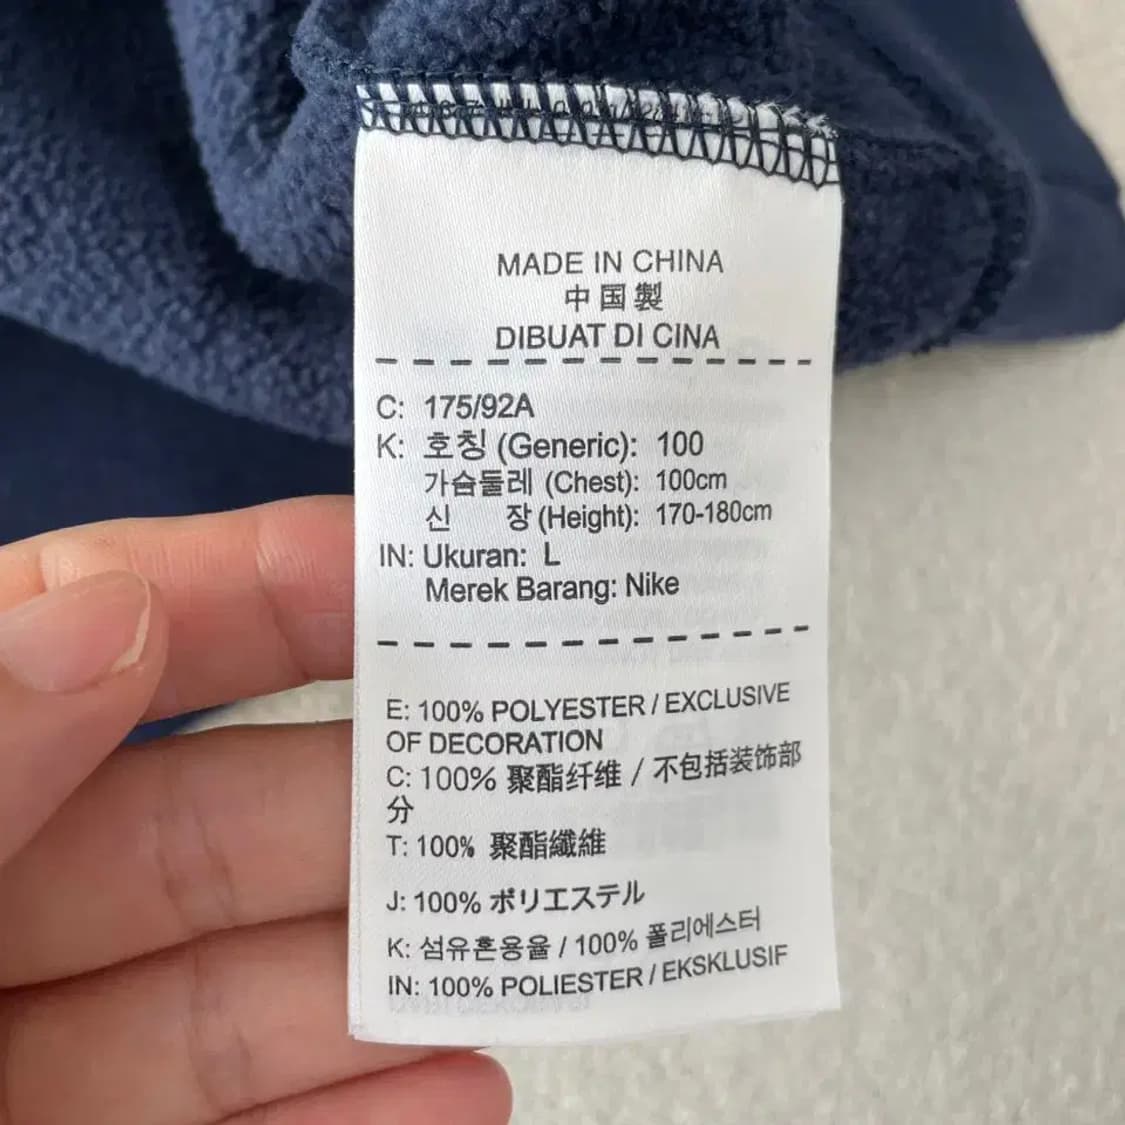 MADE IN CHINA
中国製
DIBUAT DI CINA
C: 175/92A
K: 호칭 (Generic): 100
가슴둘레 (Chest): 100cm
신 장 (Height): 170-180cm
IN: Ukuran: L
Merek Barang: Nike
E: 100% POLYESTER / EXCLUSIVE
OF DECORATION
C: 100% 聚酯纤维 / 不包括装饰部
分
T: 100% 聚酯纖維
J: 100% ポリエステル
K: 섬유혼용율 / 100% 폴리에스터
IN: 100% POLIESTER / EKSKLUSIF